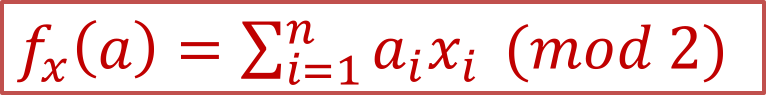 f_x(a) = ∑_{i=1}^{n} a_i x_i (mod 2)